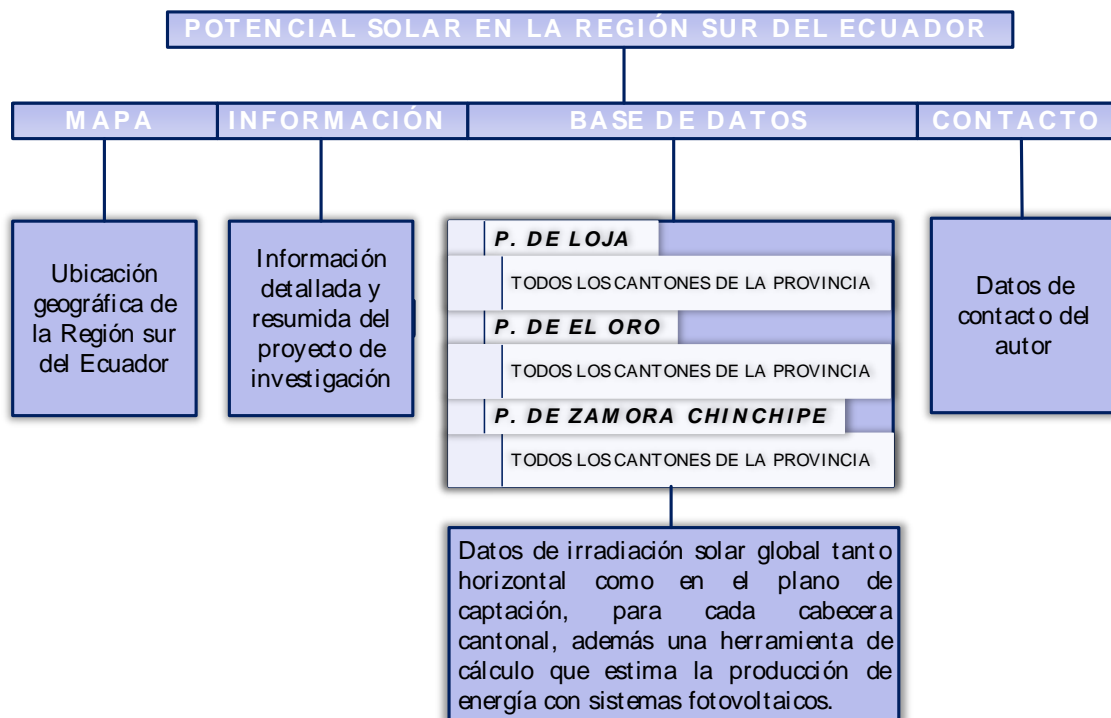 POTENCIAL SOLAR EN LA REGIÓN SUR DEL ECUADOR
MAPA
INFORMACIÓN
BASE DE DATOS
CONTACTO
Ubicación
geográfica de
la Región sur
del Ecuador
Información
detallada y
resumida del
proyecto de
investigación
P. DE LOJA
TODOS LOS CANTONES DE LA PROVINCIA
P. DE EL ORO
TODOS LOS CANTONES DE LA PROVINCIA
P. DE ZAMORA CHINCHIPE
TODOS LOS CANTONES DE LA PROVINCIA
Datos de
contacto del
autor
Datos de irradiación solar global tanto
horizontal como en el plano de
captación, para cada cabecera
cantonal, además una herramienta de
cálculo que estima la producción de
energía con sistemas fotovoltaicos.